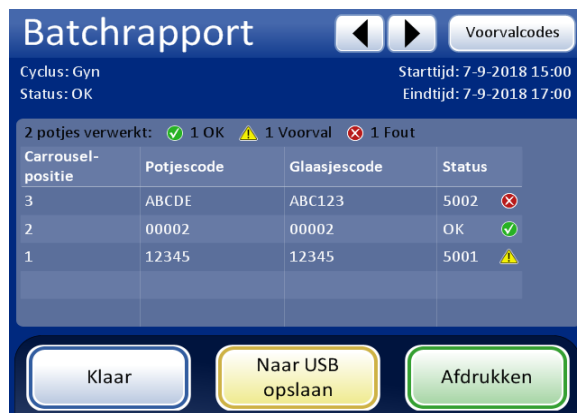 Batchrapport
Voorvalcodes
Cyclus: Gyn
Starttijd: 7-9-2018 15:00
Status: OK
Eindtijd: 7-9-2018 17:00
2 potjes verwerkt: 1 OK 1 Voorval 1 Fout
Carrousel-
positie Potjescode Glaasjescode Status
3 ABCDE ABC123 5002
2 00002 00002 OK
1 12345 12345 5001
Klaar
Naar USB
opslaan
Afdrukken